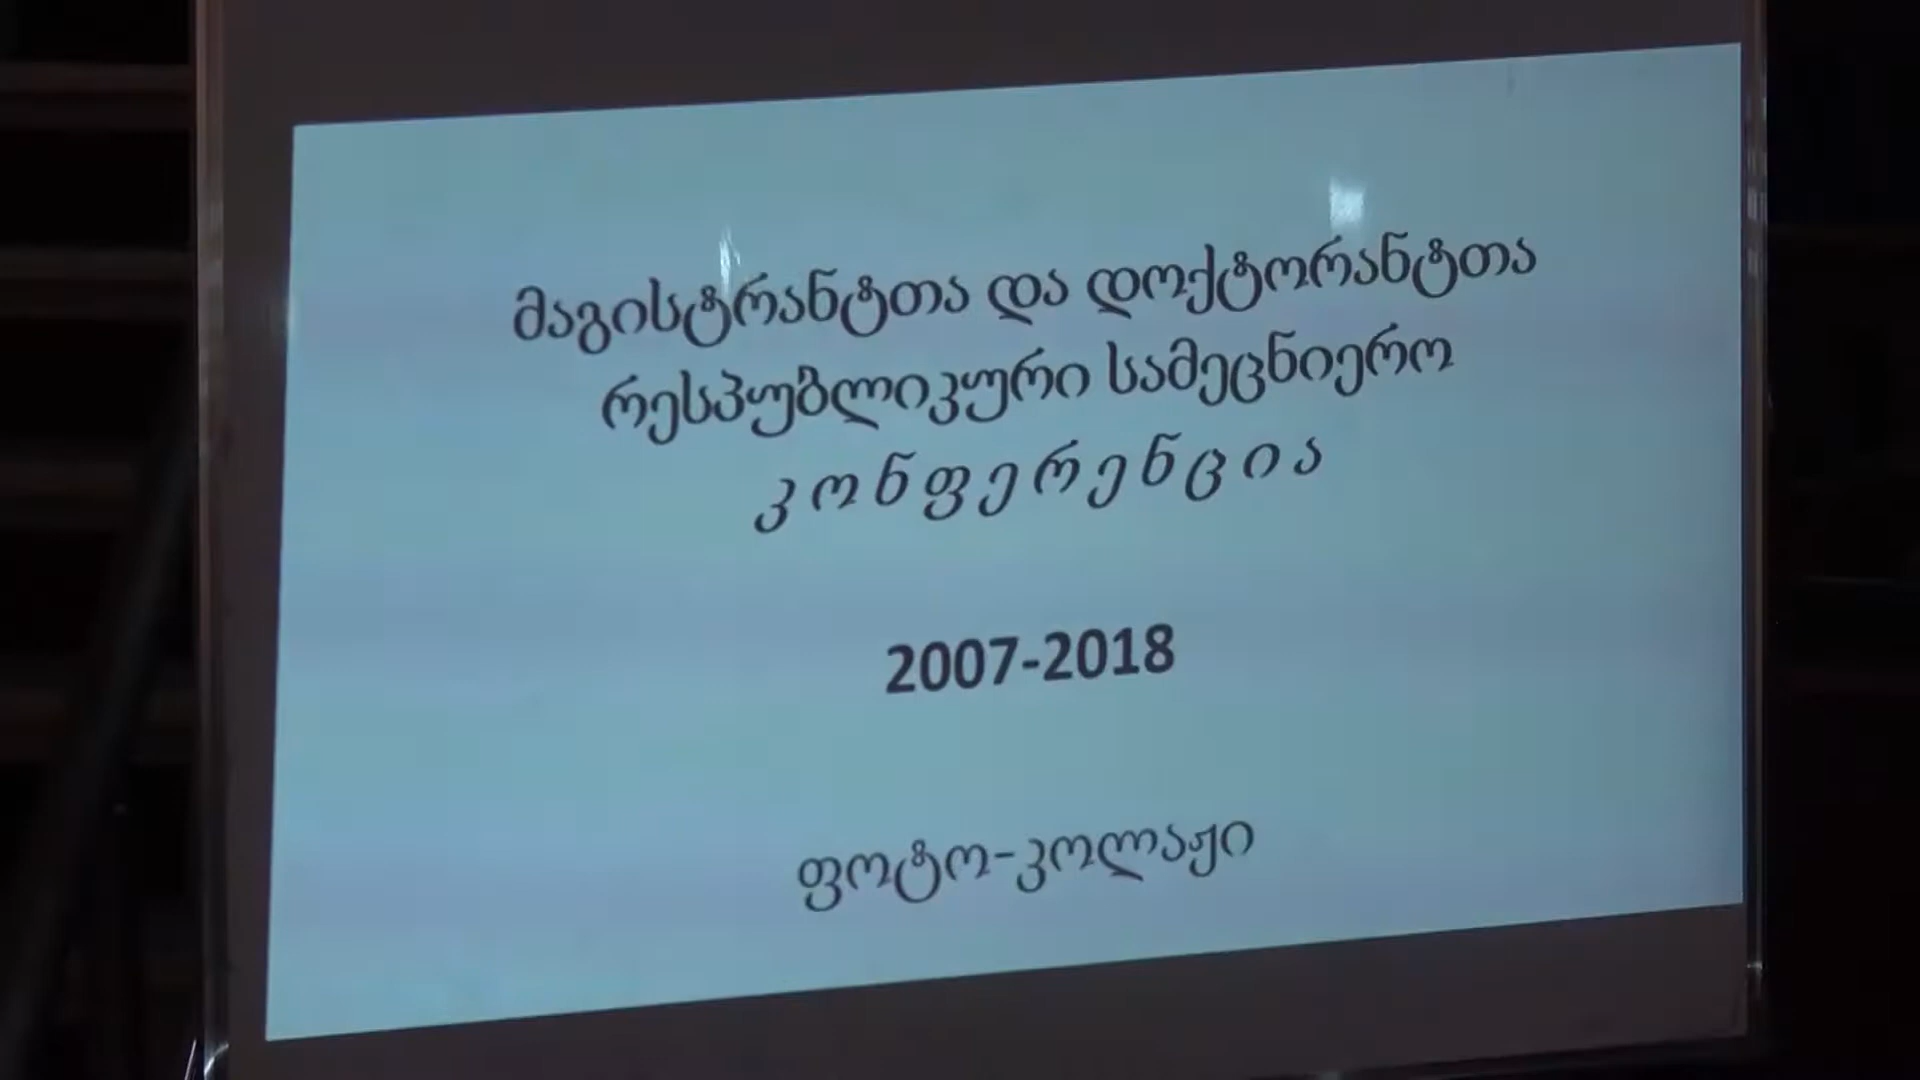 მაგისტრანტთა და დოქტორანტთა
რესპუბლიკური სამეცნიერო
კონფერენცია
2007-2018
ფოტო-კოლაჟი